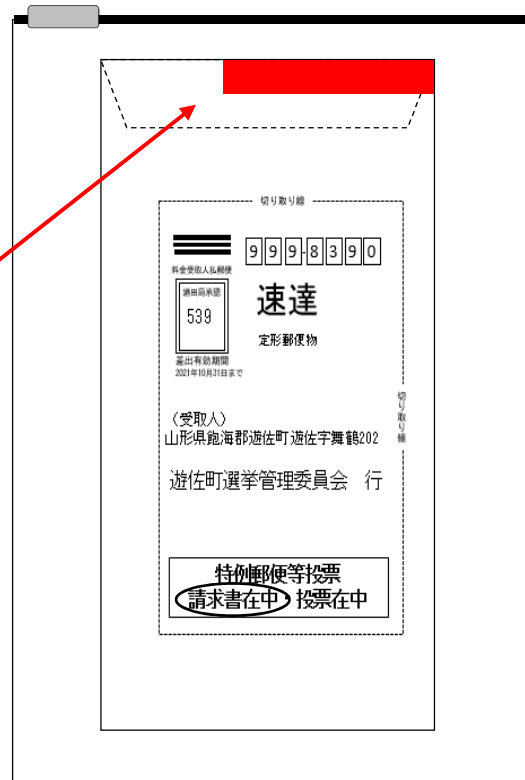 切り取り線
999-8390
料金受取人払郵便
酒田局承認
539
速達
定形郵便物
差出有効期間
2021年10月31日まで
切り取り線
（受取人）
山形県飽海郡遊佐町遊佐字舞鶴202
遊佐町選挙管理委員会　行
特例郵便等投票
請求書在中・投票在中